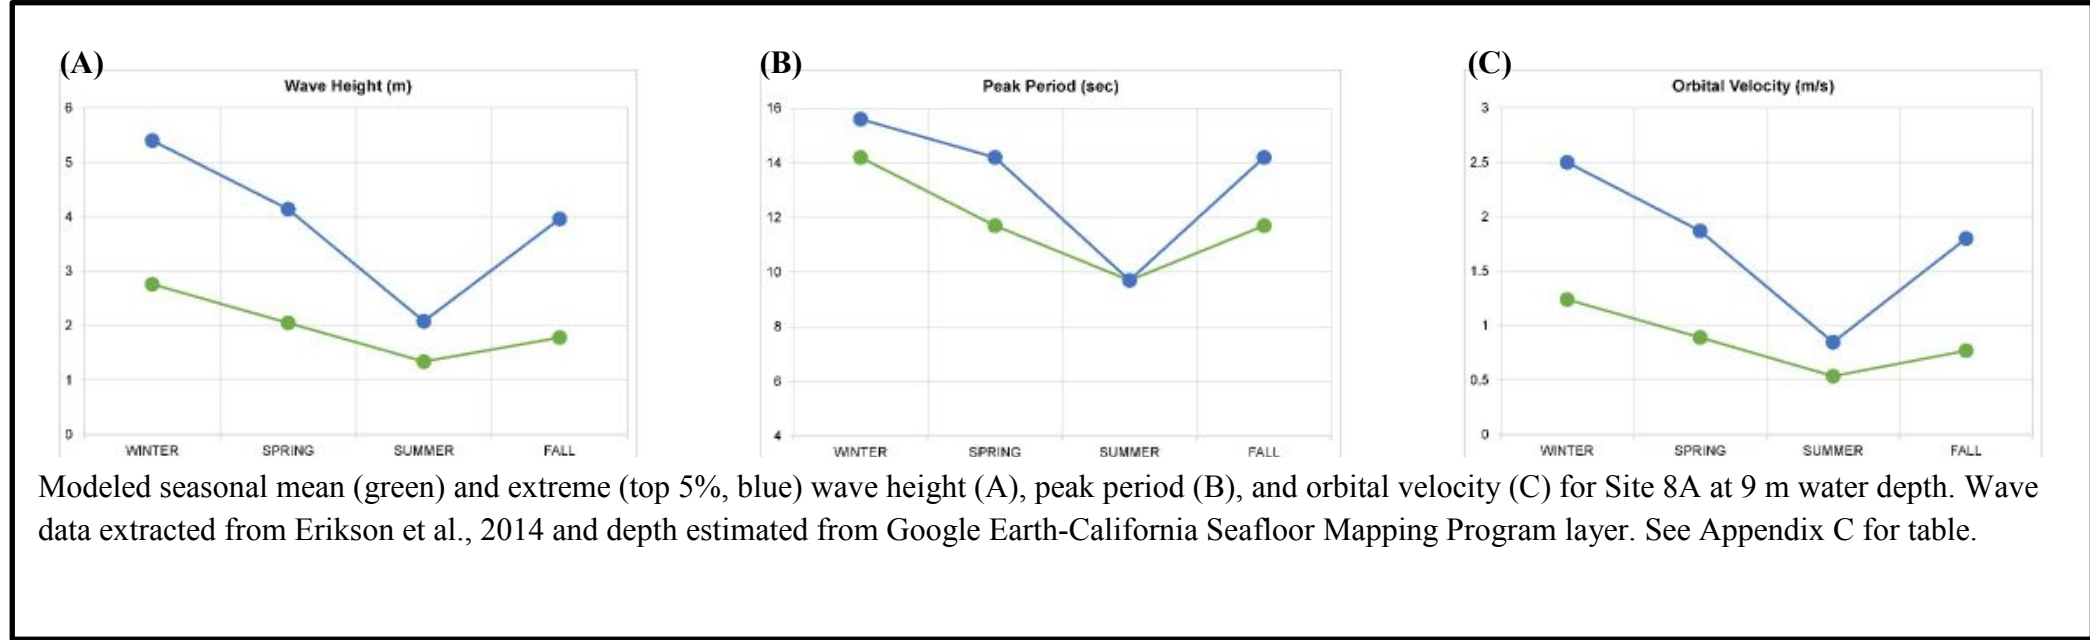 (A)
Wave Height (m)
6
5
4
3
2
1
0
WINTER SPRING SUMMER FALL
(B)
Peak Period (sec)
16
14
12
10
8
6
4
WINTER SPRING SUMMER FALL
(C)
Orbital Velocity (m/s)
3
2.5
2
1.5
1
0.5
0
WINTER SPRING SUMMER FALL
Modeled seasonal mean (green) and extreme (top 5%, blue) wave height (A), peak period (B), and orbital velocity (C) for Site 8A at 9 m water depth. Wave
data extracted from Erikson et al., 2014 and depth estimated from Google Earth-California Seafloor Mapping Program layer. See Appendix C for table.